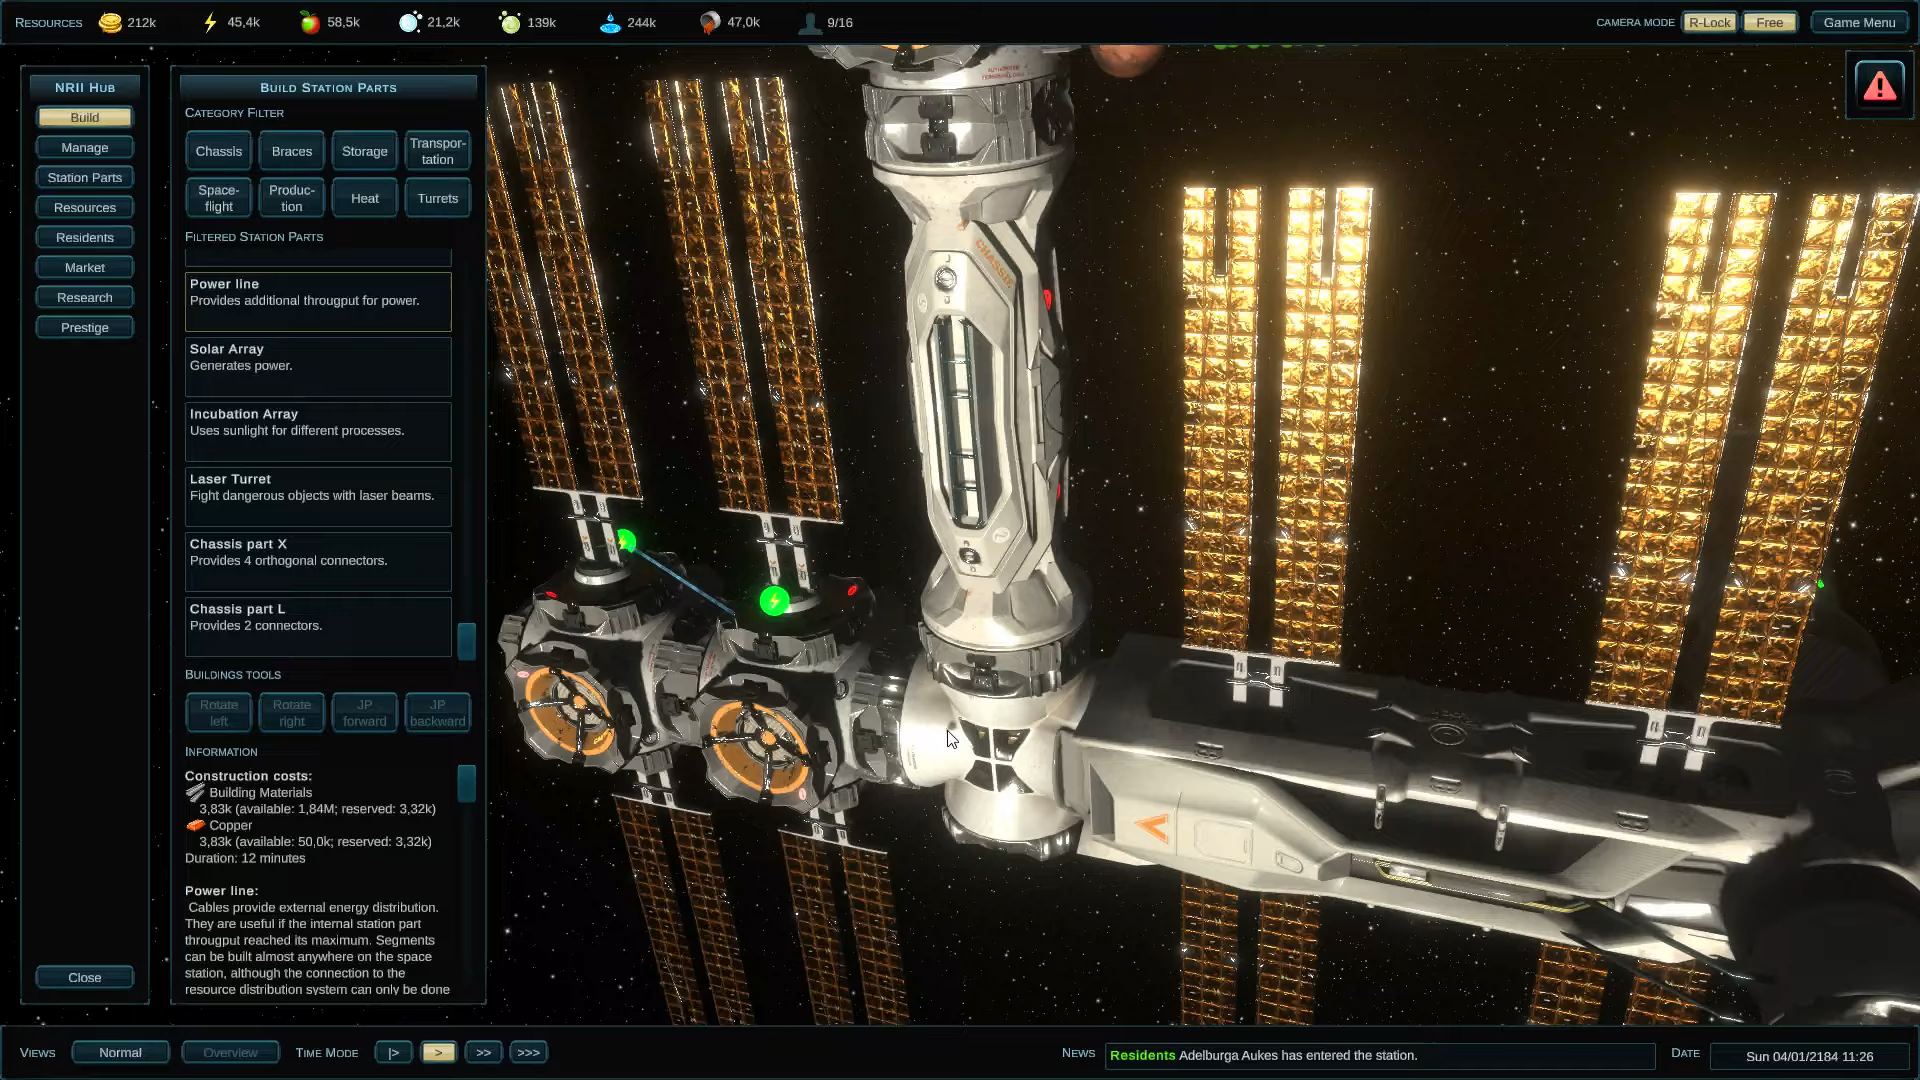 RESOURCES 212k 45,4k 58,5k 21,2k 139k 244k 47,0k 9/16 CAMERA MODE R-Lock Free Game Menu
NRII HUB
Build
Manage
Station Parts
Resources
Residents
Market
Research
Prestige
Close
BUILD STATION PARTS
CATEGORY FILTER
Chassis Braces Storage Transpor-
tation
Space-
flight Produc-
tion Heat Turrets
FILTERED STATION PARTS
Power line
Provides additional througput for power.
Solar Array
Generates power.
Incubation Array
Uses sunlight for different processes.
Laser Turret
Fight dangerous objects with laser beams.
Chassis part X
Provides 4 orthogonal connectors.
Chassis part L
Provides 2 connectors.
BUILDINGS TOOLS
Rotate
left Rotate
right JP
forward JP
backward
INFORMATION
Construction costs:
Building Materials
3,83k (available: 1,84M; reserved: 3,32k)
Copper
3,83k (available: 50,0k; reserved: 3,32k)
Duration: 12 minutes
Power line:
Cables provide external energy distribution.
They are useful if the internal station part
througput reached its maximum. Segments
can be built almost anywhere on the space
station, although the connection to the
resource distribution system can only be done
CHASSIS
VIEWS Normal Overview TIME MODE |> > >> >>> NEWS Residents Adelburga Aukes has entered the station. DATE Sun 04/01/2184 11:26